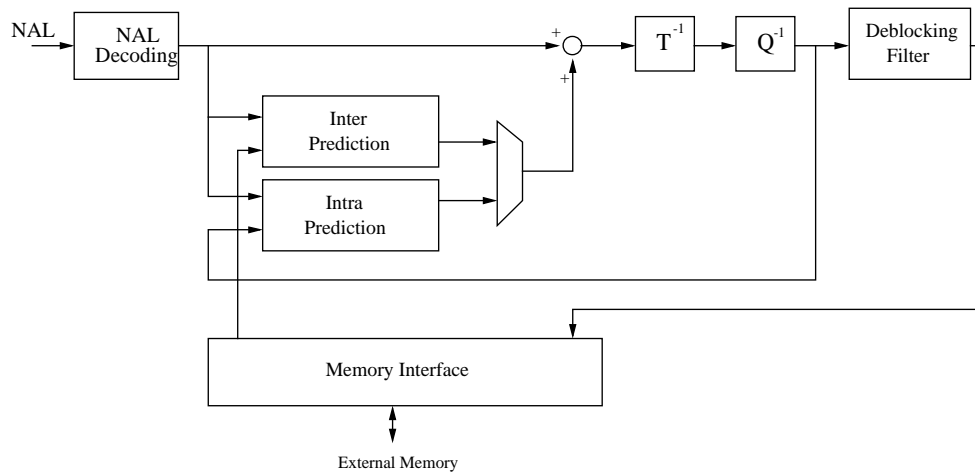 NAL
NAL
Decoding
+
+
T^-1
Q^-1
Deblocking
Filter
Inter
Prediction
Intra
Prediction
Memory Interface
External Memory